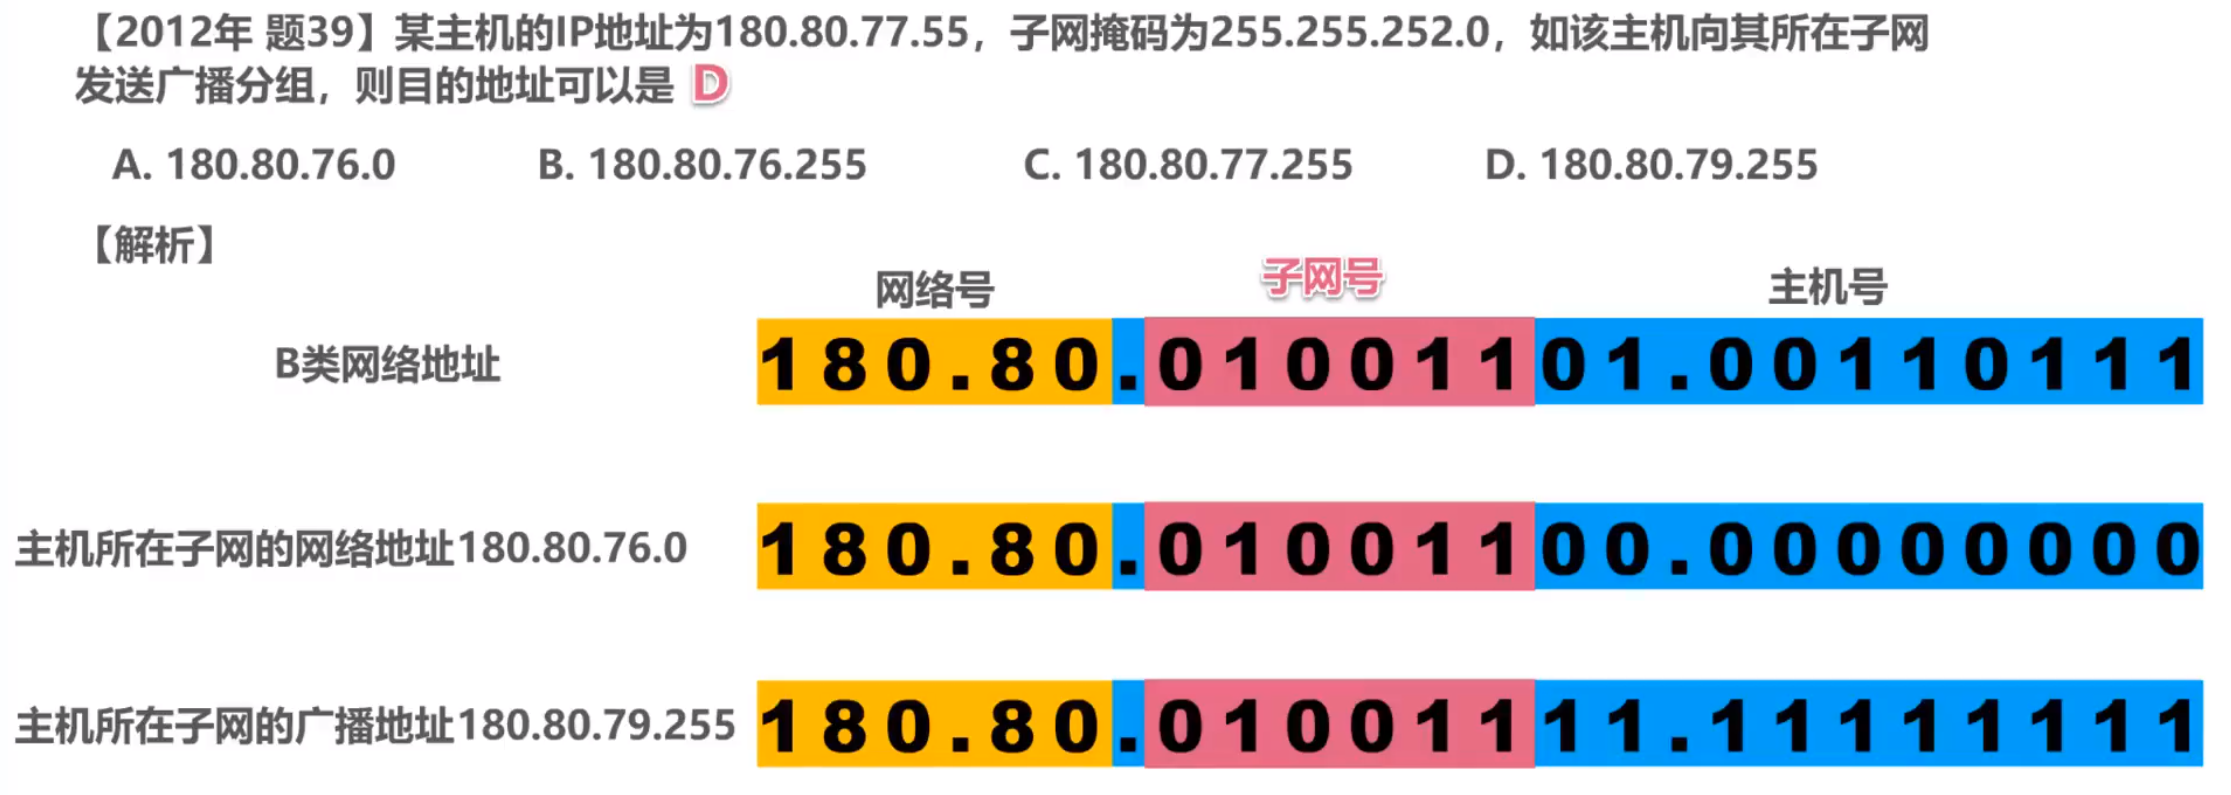 【2012年 题39】某主机的IP地址为180.80.77.55，子网掩码为255.255.252.0，如该主机向其所在子网
发送广播分组，则目的地址可以是 D
A. 180.80.76.0 B. 180.80.76.255 C. 180.80.77.255 D. 180.80.79.255
【解析】
网络号 子网号 主机号
B类网络地址 180.80.01001101.00110111
主机所在子网的网络地址180.80.76.0 180.80.01001100.00000000
主机所在子网的广播地址180.80.79.255 180.80.01001111.11111111